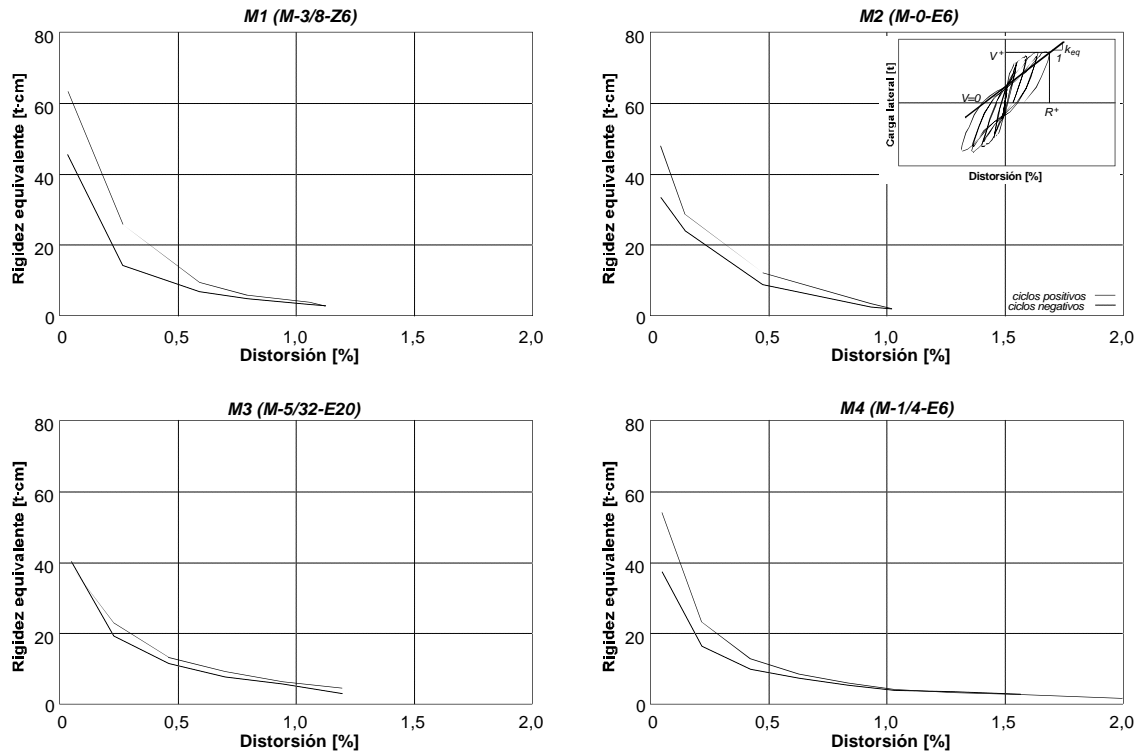 M1 (M-3/8-Z6)
Rigidez equivalente [t·cm]
80
60
40
20
0
0 0,5 1,0 1,5 2,0
Distorsión [%]
M2 (M-0-E6)
Rigidez equivalente [t·cm]
80
60
40
20
0
Carga lateral [t]
V+
keq
1
V=0
R+
Distorsión [%]
ciclos positivos
ciclos negativos
0 0,5 1,0 1,5 2,0
Distorsión [%]
M3 (M-5/32-E20)
Rigidez equivalente [t·cm]
80
60
40
20
0
0 0,5 1,0 1,5 2,0
Distorsión [%]
M4 (M-1/4-E6)
Rigidez equivalente [t·cm]
80
60
40
20
0
0 0,5 1,0 1,5 2,0
Distorsión [%]